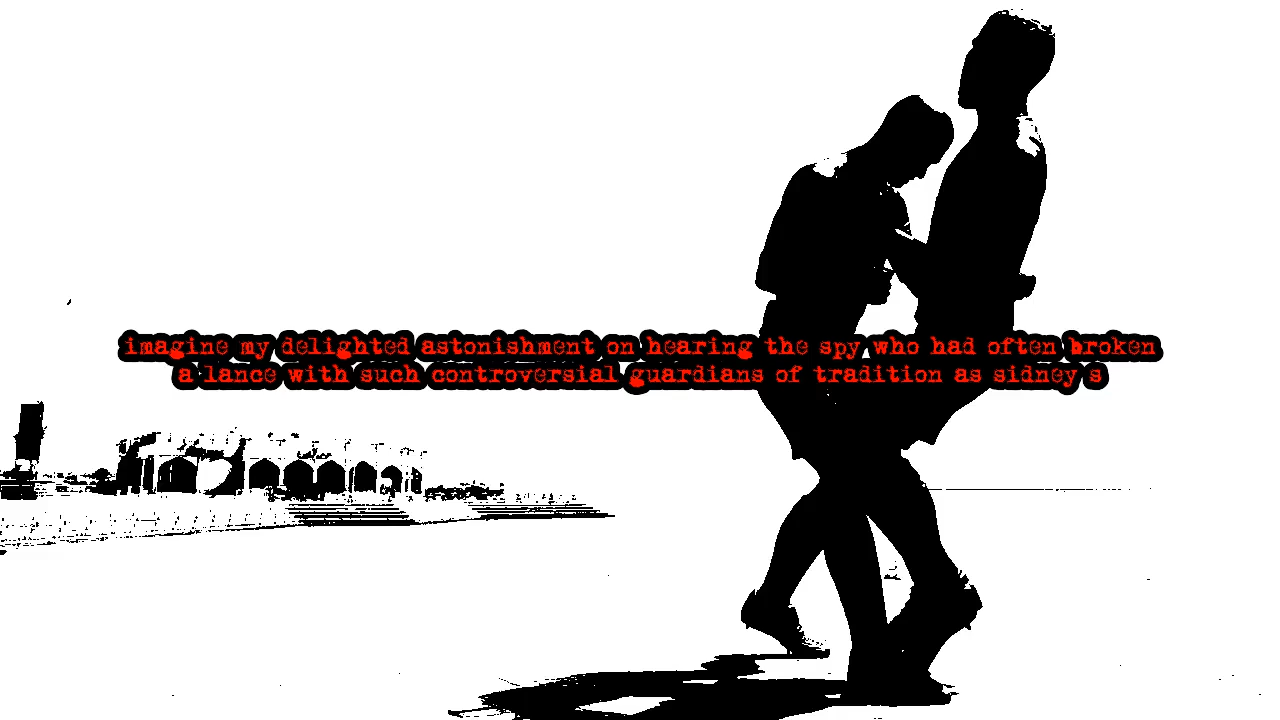 imagine my delighted astonishment on hearing the spy who had often broken
a lance with such controversial guardians of tradition as sidney s